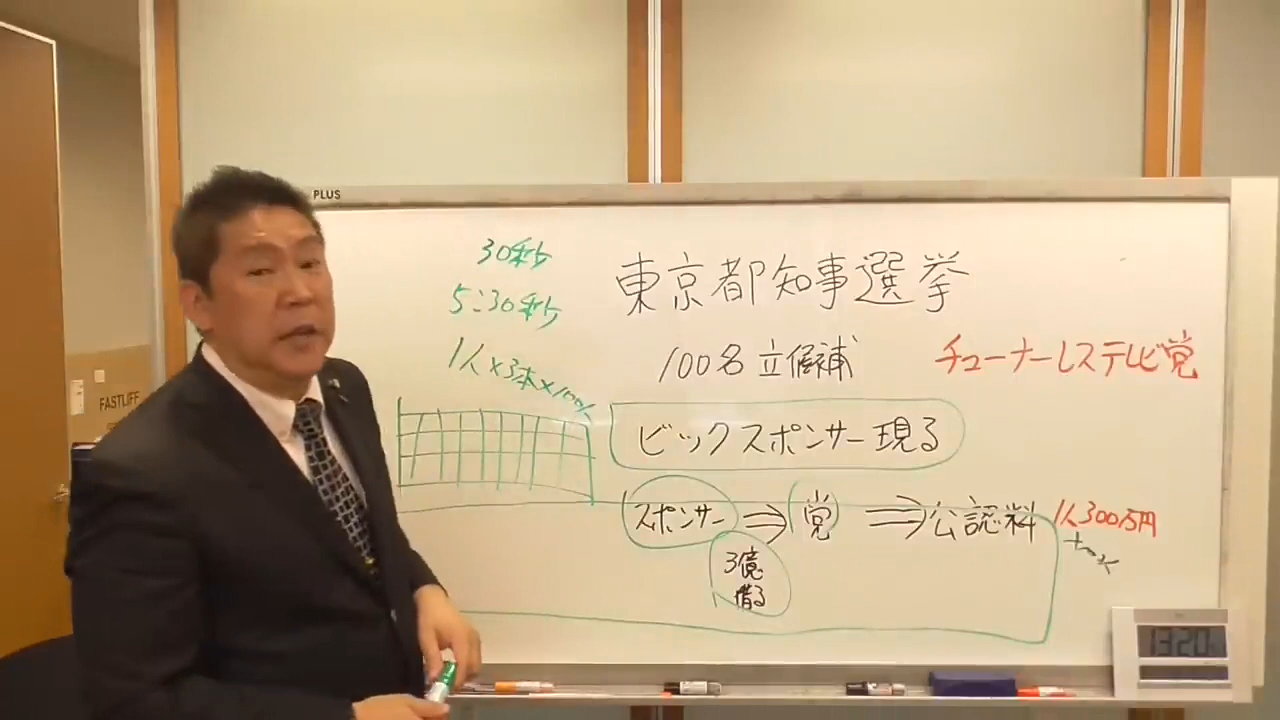 PLUS
30秒
5:30秒
1人×3本×100人
東京都知事選挙
100名立候補
チューナーレステレビ党
ビックスポンサー現る
スポンサー ⇒ 党 ⇒ 公認料 1人300万円
3億
借る
FASTLIFF
13:20